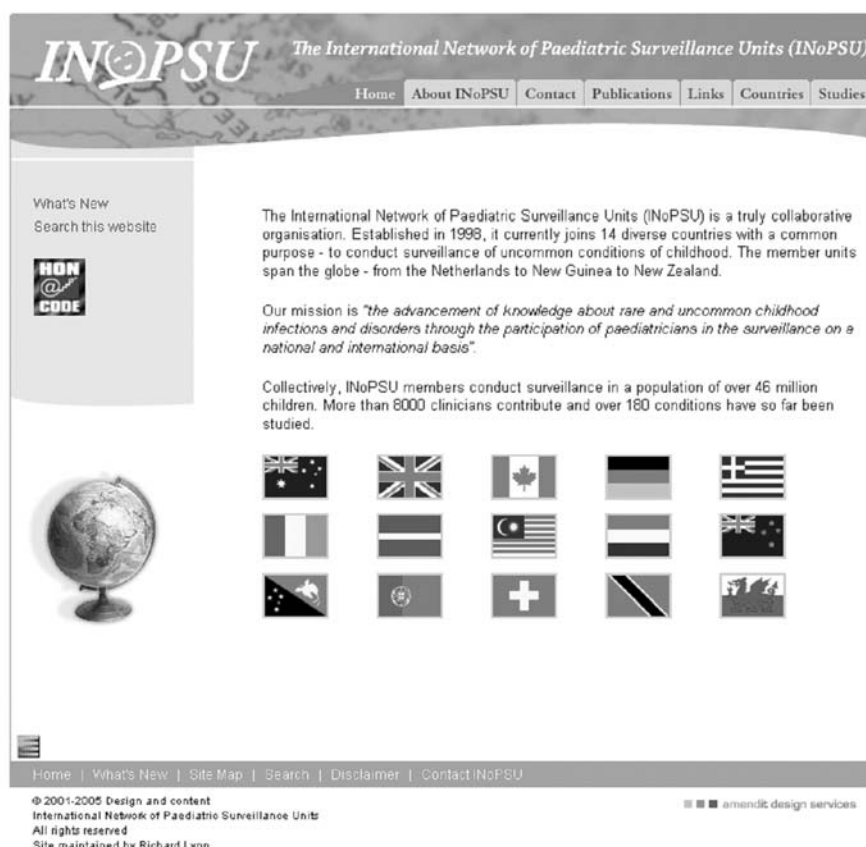 INOPSU
The International Network of Paediatric Surveillance Units (INoPSU)
Home About INoPSU Contact Publications Links Countries Studies
What's New
Search this website
HON
@
CODE
The International Network of Paediatric Surveillance Units (INoPSU) is a truly collaborative
organisation. Established in 1998, it currently joins 14 diverse countries with a common
purpose - to conduct surveillance of uncommon conditions of childhood. The member units
span the globe - from the Netherlands to New Guinea to New Zealand.
Our mission is "the advancement of knowledge about rare and uncommon childhood
infections and disorders through the participation of paediatricians in the surveillance on a
national and international basis".
Collectively, INoPSU members conduct surveillance in a population of over 46 million
children. More than 8000 clinicians contribute and over 180 conditions have so far been
studied.
Home | What's New | Site Map | Search | Disclaimer | Contact INoPSU
© 2001-2005 Design and content
International Network of Paediatric Surveillance Units
All rights reserved
Site maintained by Richard Lynn
amendit design services